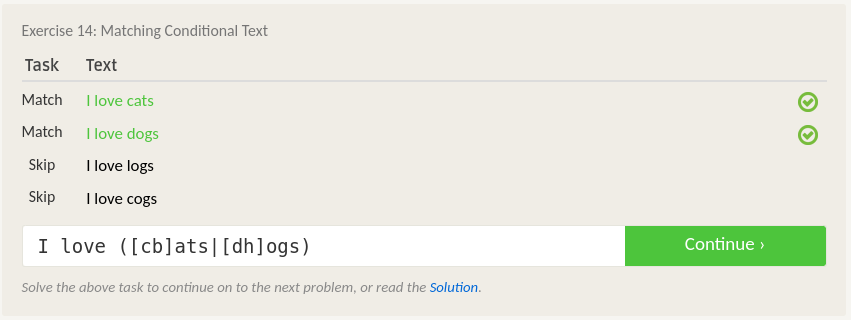 Exercise 14: Matching Conditional Text
Task Text
Match I love cats
Match I love dogs
Skip I love logs
Skip I love cogs
I love ([cb]ats|[dh]ogs)
Continue ›
Solve the above task to continue on to the next problem, or read the Solution.